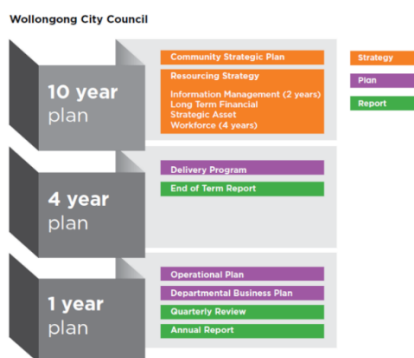 Wollongong City Council
10 year
plan
Community Strategic Plan
Resourcing Strategy
Information Management (2 years)
Long Term Financial
Strategic Asset
Workforce (4 years)
Strategy
Plan
Report
4 year
plan
Delivery Program
End of Term Report
1 year
plan
Operational Plan
Departmental Business Plan
Quarterly Review
Annual Report